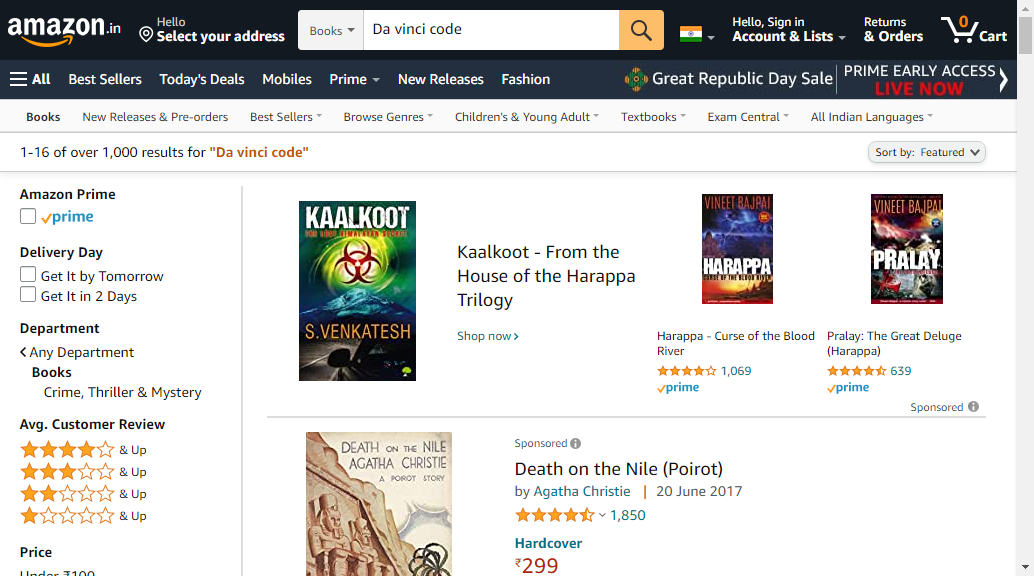 amazon.in
Hello
Select your address
Books
Da vinci code
Hello, Sign in
Account & Lists
Returns
& Orders
0
Cart
All
Best Sellers
Today's Deals
Mobiles
Prime
New Releases
Fashion
Great Republic Day Sale
PRIME EARLY ACCESS
LIVE NOW
Books
New Releases & Pre-orders
Best Sellers
Browse Genres
Children's & Young Adult
Textbooks
Exam Central
All Indian Languages
1-16 of over 1,000 results for "Da vinci code"
Sort by: Featured
Amazon Prime
prime
Delivery Day
Get It by Tomorrow
Get It in 2 Days
Department
Any Department
Books
Crime, Thriller & Mystery
Avg. Customer Review
& Up
& Up
& Up
& Up
Price
Under ₹100
KAALKOOT
S.VENKATESH
Kaalkoot - From the
House of the Harappa
Trilogy
Shop now
VINEET BAJPAI
HARAPPA
CURSE OF THE BLOOD RIVER
Harappa - Curse of the Blood
River
1,069
prime
VINEET BAJPAI
PRALAY
Pralay: The Great Deluge
(Harappa)
639
prime
Sponsored
DEATH ON THE NILE
AGATHA CHRISTIE
A POIROT STORY
Sponsored
Death on the Nile (Poirot)
by Agatha Christie | 20 June 2017
1,850
Hardcover
₹299